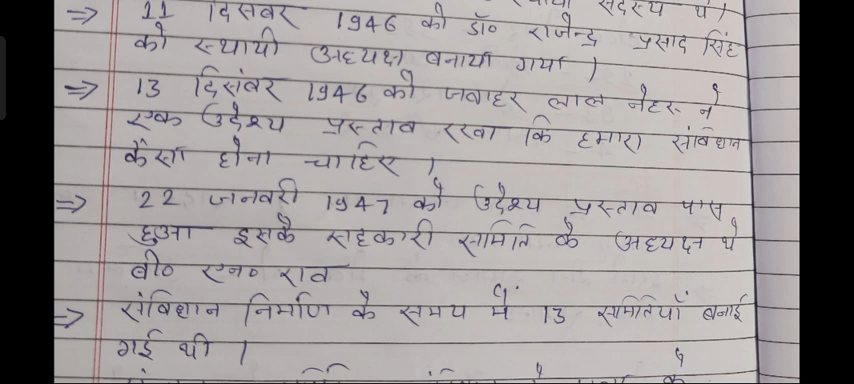 सदस्य थे।
⇒ 11 दिसंबर 1946 को डॉ० राजेन्द्र प्रसाद सिंह
को स्थायी अध्यक्ष बनाया गया।
⇒ 13 दिसंबर 1946 को जवाहर लाल नेहरू ने
एक उद्देश्य प्रस्ताव रखा कि हमारा संविधान
कैसा होना चाहिए।
⇒ 22 जनवरी 1947 को उद्देश्य प्रस्ताव पास
हुआ इसके सहकारी समिति के अध्यक्ष थे
बी० एन० राव
⇒ संविधान निर्माण के समय में 13 समितियाँ बनाई
गई थी।